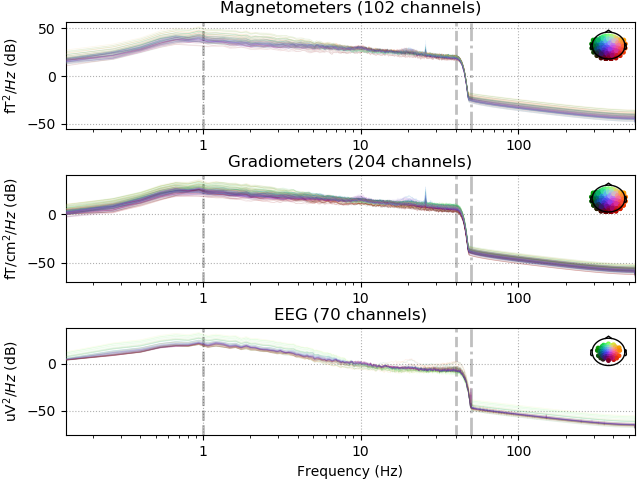 Magnetometers (102 channels)
fT²/Hz (dB)
50
0
−50
1
10
100
Gradiometers (204 channels)
fT/cm²/Hz (dB)
0
−50
1
10
100
EEG (70 channels)
uV²/Hz (dB)
0
−50
1
10
100
Frequency (Hz)